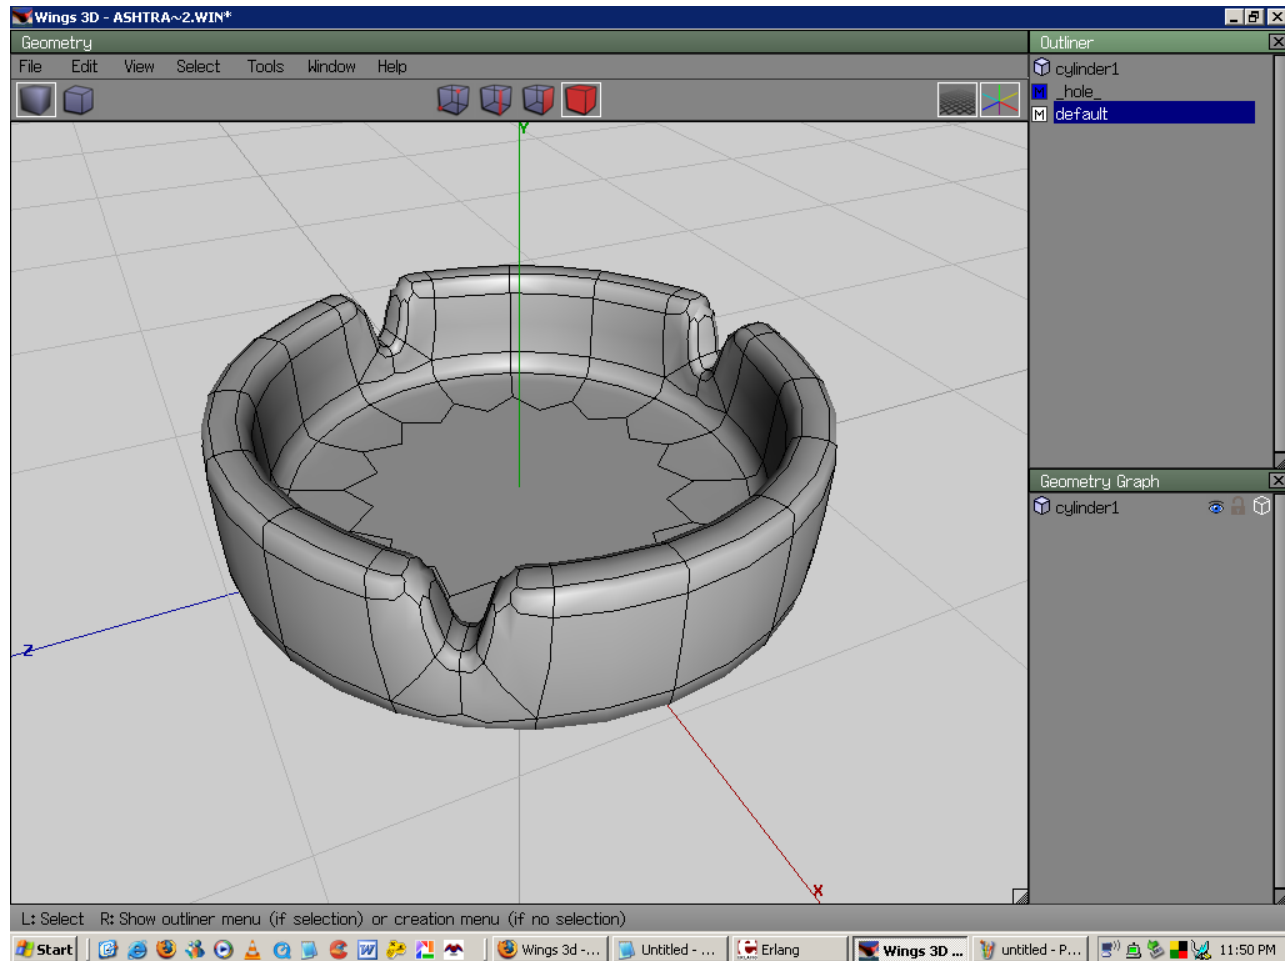 Wings 3D - ASHTRA~2.WIN*
Geometry
File Edit View Select Tools Window Help
Y
Z
X
Outliner
cylinder1
M _hole_
M default
Geometry Graph
cylinder1
L: Select R: Show outliner menu (if selection) or creation menu (if no selection)
Start Wings 3d -... Untitled - ... Erlang Wings 3D ... untitled - P... 11:50 PM